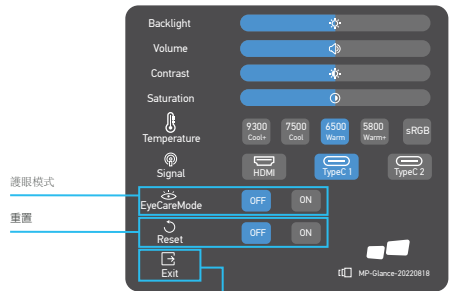 Backlight
Volume
Contrast
Saturation
Temperature
9300 Cool+
7500 Cool
6500 Warm
5800 Warm+
sRGB
Signal
HDMI
TypeC 1
TypeC 2
護眼模式
EyeCareMode
OFF
ON
重置
Reset
OFF
ON
Exit
MP-Glance-20220818